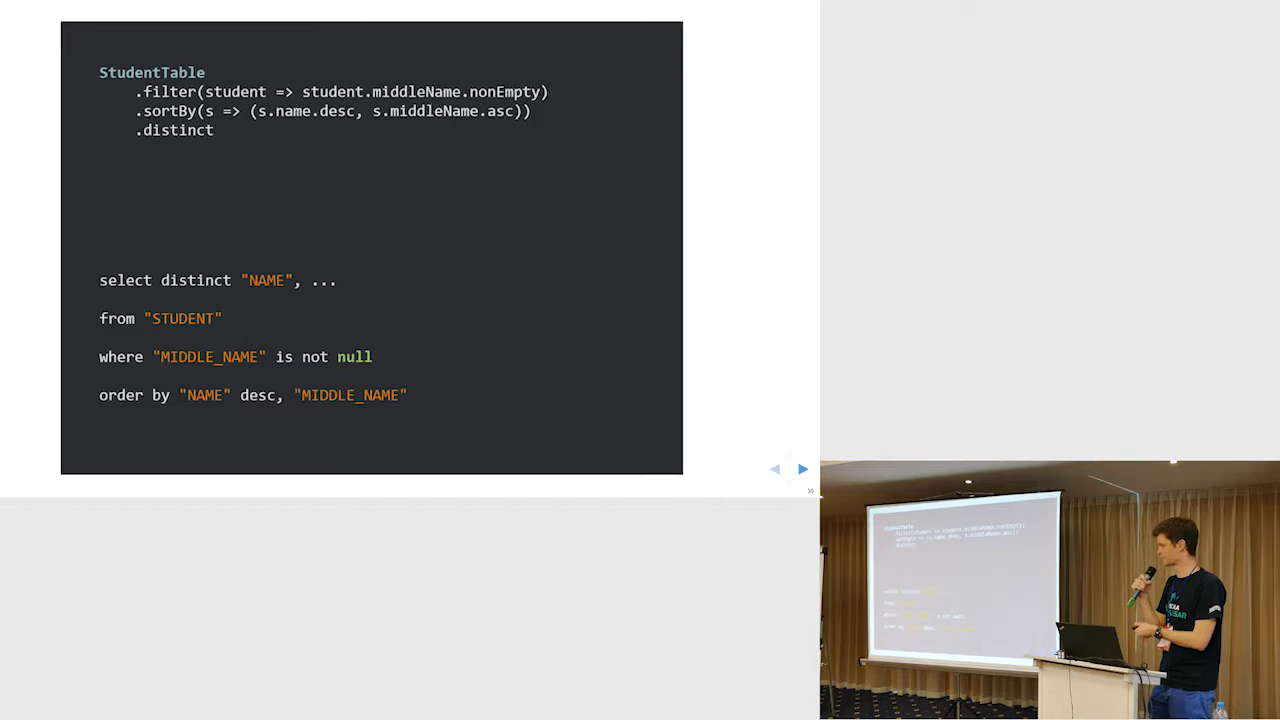 StudentTable
.filter(student => student.middleName.nonEmpty)
.sortBy(s => (s.name.desc, s.middleName.asc))
.distinct
select distinct "NAME", ...
from "STUDENT"
where "MIDDLE_NAME" is not null
order by "NAME" desc, "MIDDLE_NAME"
30